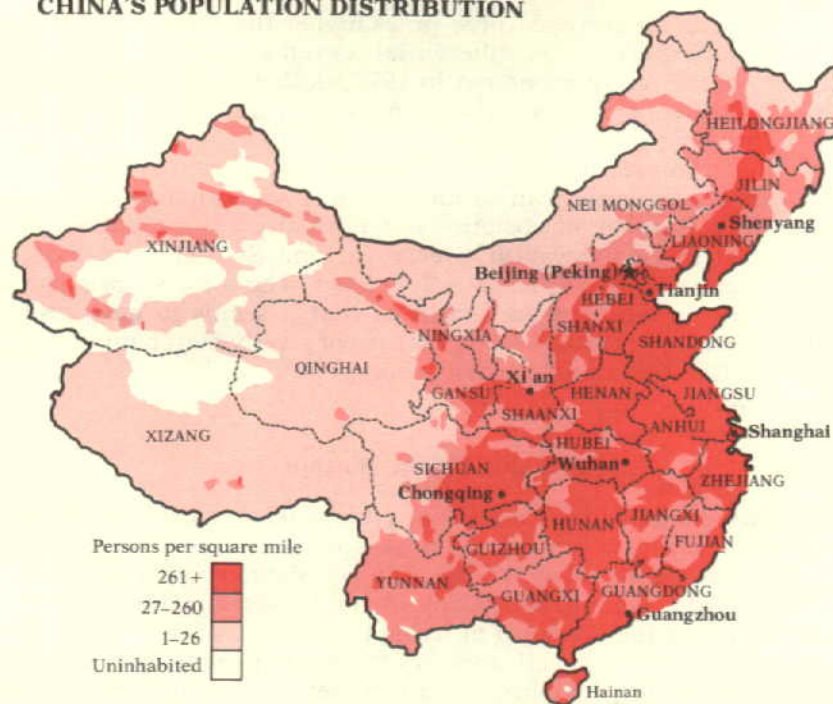 CHINA'S POPULATION DISTRIBUTION
HEILONGJIANG
JILIN
NEI MONGGOL
Shenyang
LIAONING
XINJIANG
Beijing (Peking)
Tianjin
HEBEI
NINGXIA
SHANXI
SHANDONG
QINGHAI
Xi'an
GANSU
HENAN
JIANGSU
SHAANXI
ANHUI
XIZANG
HUBEI
Shanghai
SICHUAN
Wuhan
ZHEJIANG
Chongqing
HUNAN
JIANGXI
FUJIAN
GUIZHOU
YUNNAN
GUANGXI
GUANGDONG
Guangzhou
Hainan
Persons per square mile
261+
27–260
1–26
Uninhabited